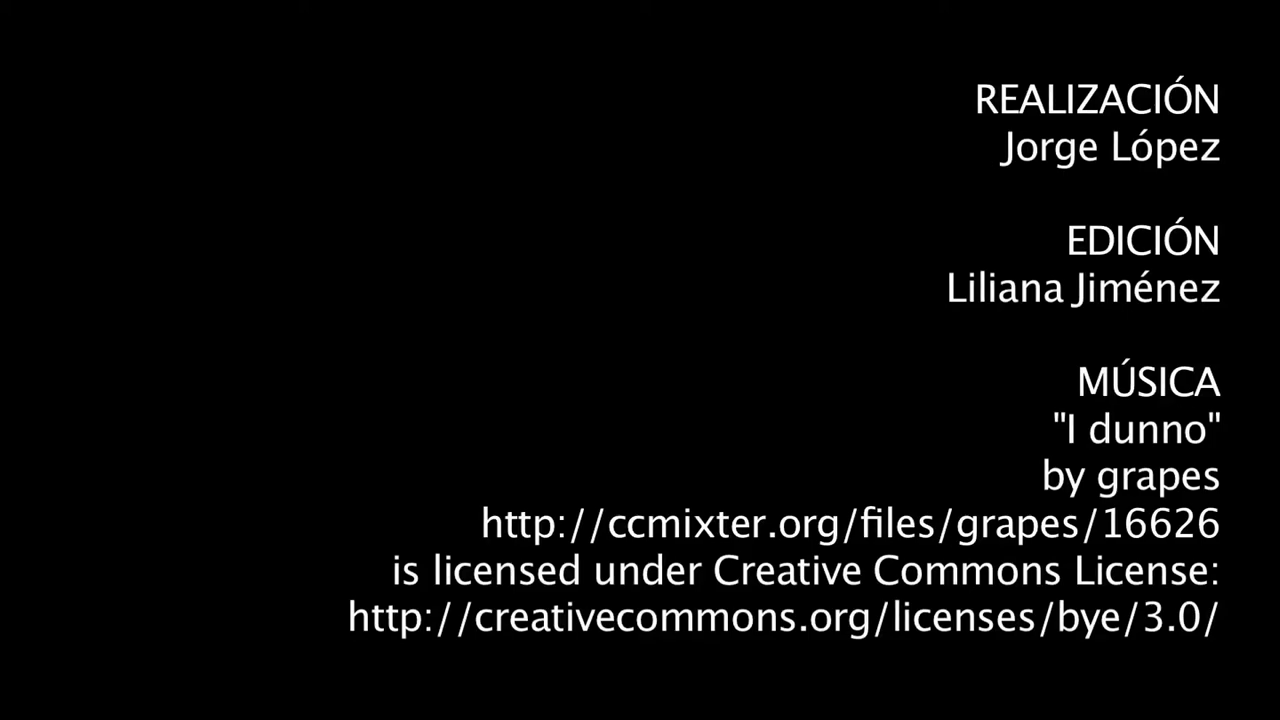 REALIZACIÓN
Jorge López
EDICIÓN
Liliana Jiménez
MÚSICA
"I dunno"
by grapes
http://ccmixter.org/files/grapes/16626
is licensed under Creative Commons License:
http://creativecommons.org/licenses/bye/3.0/